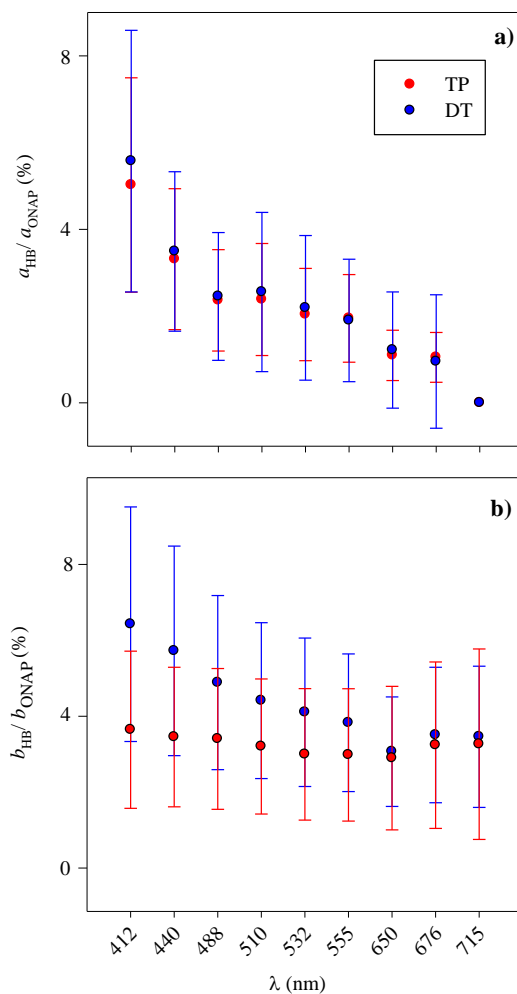 a)
8
4
0
TP
DT
a_HB / a_ONAP (%)
b)
8
4
0
b_HB / b_ONAP (%)
412 440 488 510 532 555 650 676 715
λ (nm)